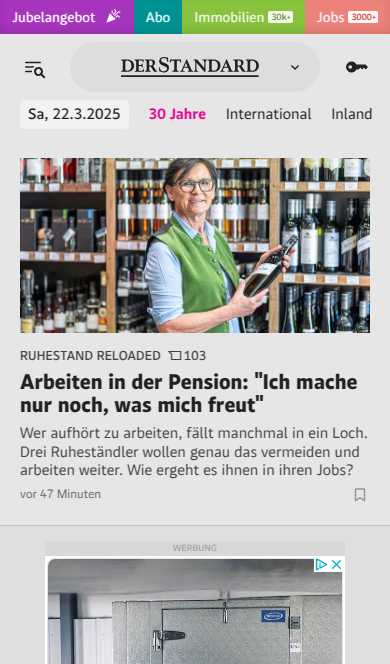 Jubelangebot
Abo
Immobilien 30k+
Jobs 3000+
DERSTANDARD
Sa, 22.3.2025
30 Jahre
International
Inland
RUHESTAND RELOADED 103
Arbeiten in der Pension: "Ich mache
nur noch, was mich freut"
Wer aufhört zu arbeiten, fällt manchmal in ein Loch.
Drei Ruheständler wollen genau das vermeiden und
arbeiten weiter. Wie ergeht es ihnen in ihren Jobs?
vor 47 Minuten
WERBUNG